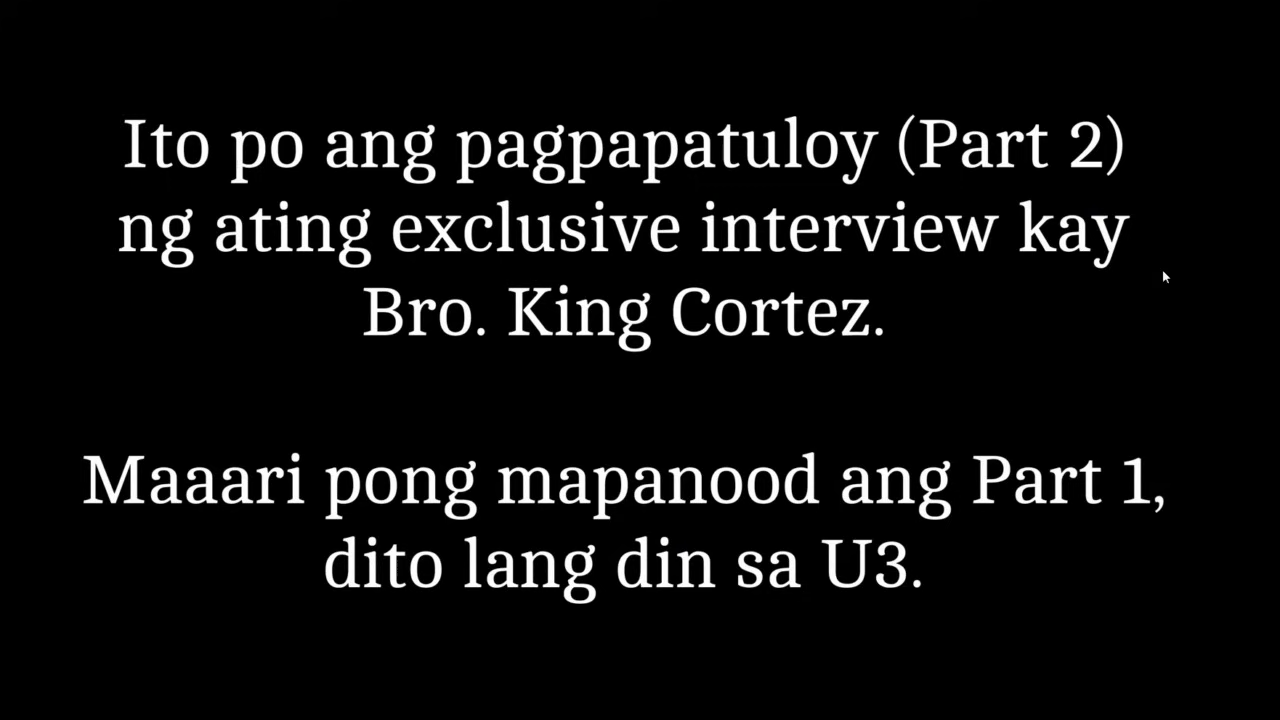 Ito po ang pagpapatuloy (Part 2)
ng ating exclusive interview kay
Bro. King Cortez.
Maaari pong mapanood ang Part 1,
dito lang din sa U3.